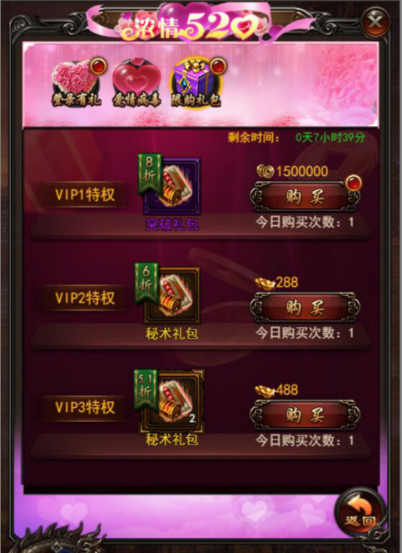 浓情520
登录有礼 爱情病毒 限购礼包
剩余时间： 0天7小时39分
8折
1500000
VIP1特权
购买
突破礼包
今日购买次数：1
6折
288
VIP2特权
购买
秘术礼包
今日购买次数：1
5.1折
488
VIP3特权
2
购买
秘术礼包
今日购买次数：1
返回